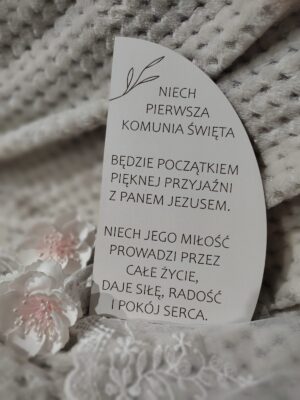 NIECH
PIERWSZA
KOMUNIA ŚWIĘTA
BĘDZIE POCZĄTKIEM
PIĘKNEJ PRZYJAŹNI
Z PANEM JEZUSEM.
NIECH JEGO MIŁOŚĆ
PROWADZI PRZEZ
CAŁE ŻYCIE,
DAJE SIŁĘ, RADOŚĆ
I POKÓJ SERCA.